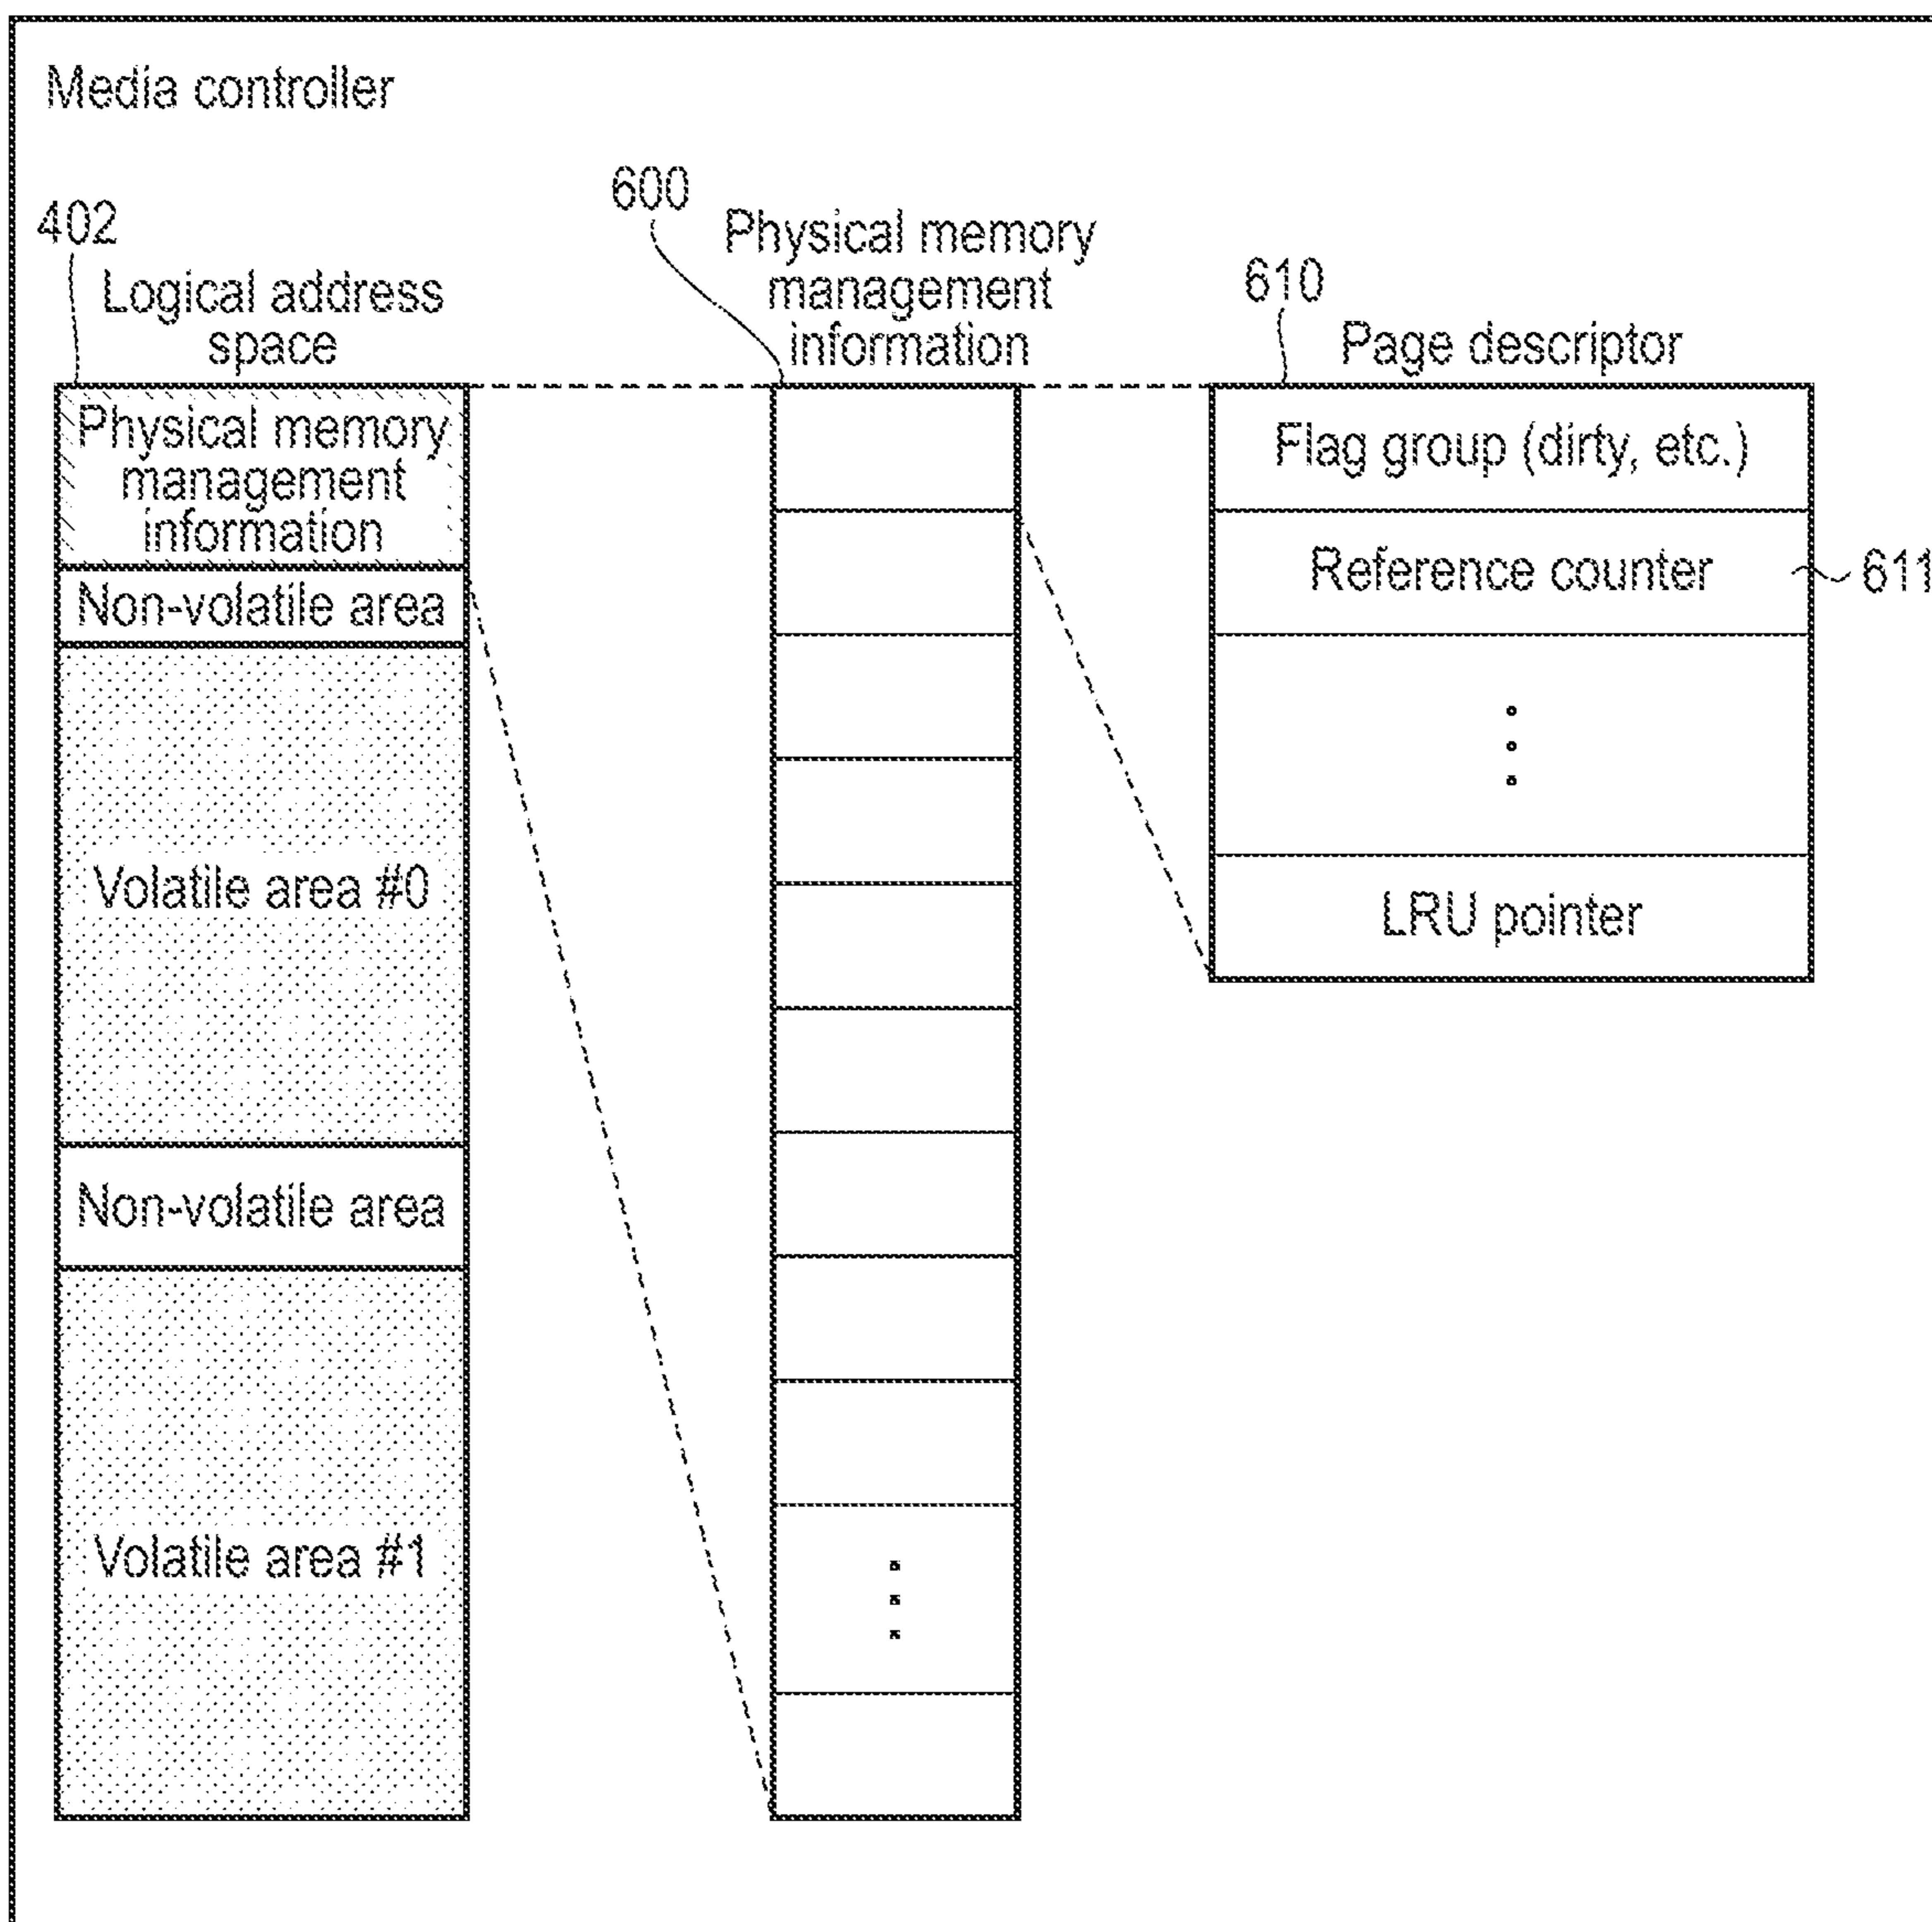 Media controller
402
Logical address
space
Physical memory
management
information
Non-volatile area
Volatile area #0
Non-volatile area
Volatile area #1
600
Physical memory
management
information
610
Page descriptor
Flag group (dirty, etc.)
Reference counter
611
LRU pointer